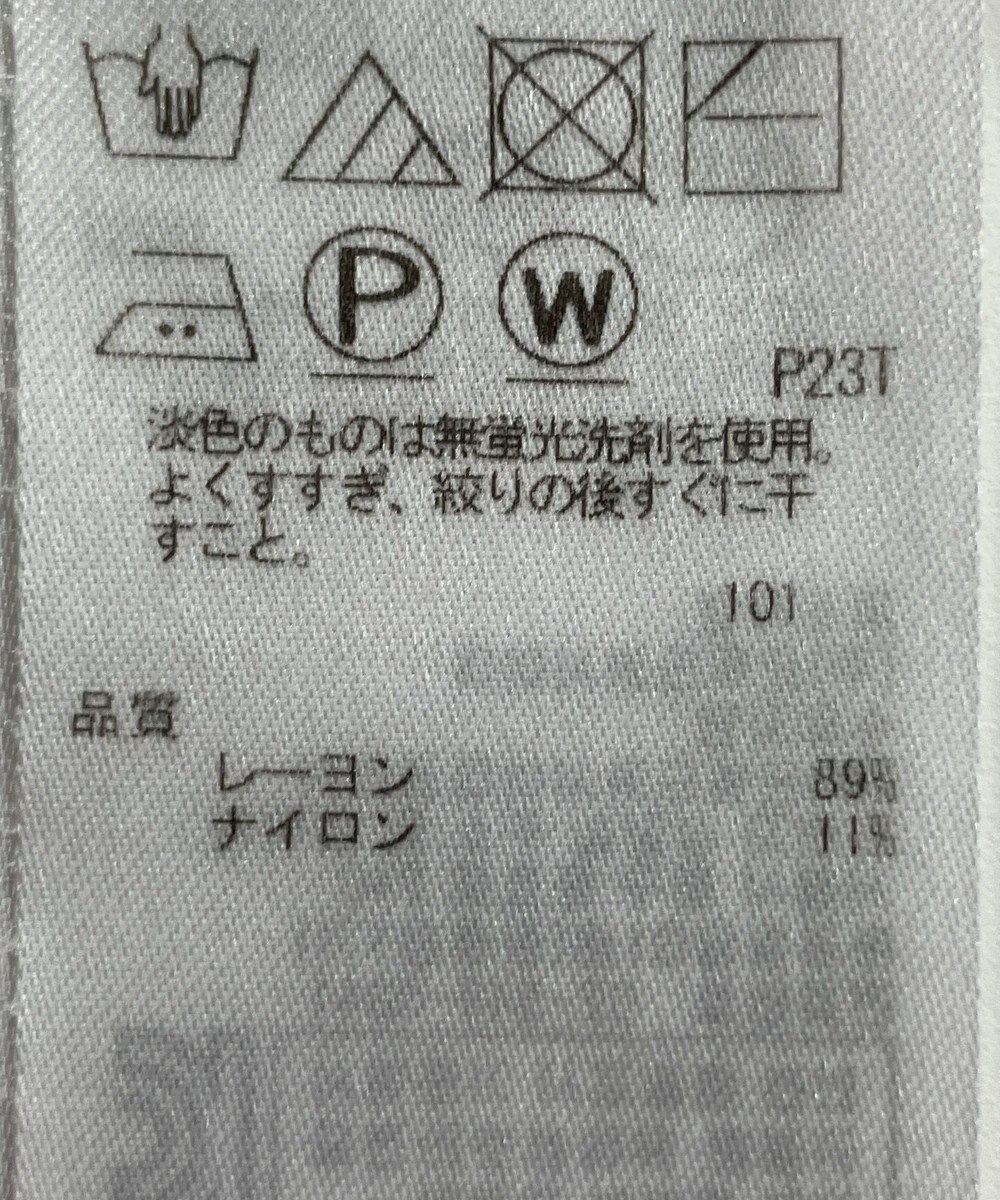 P W
P23T
淡色のものは無蛍光洗剤を使用。
よくすすぎ、絞りの後すぐに干
すこと。
101
品質
レーヨン 89%
ナイロン 11%